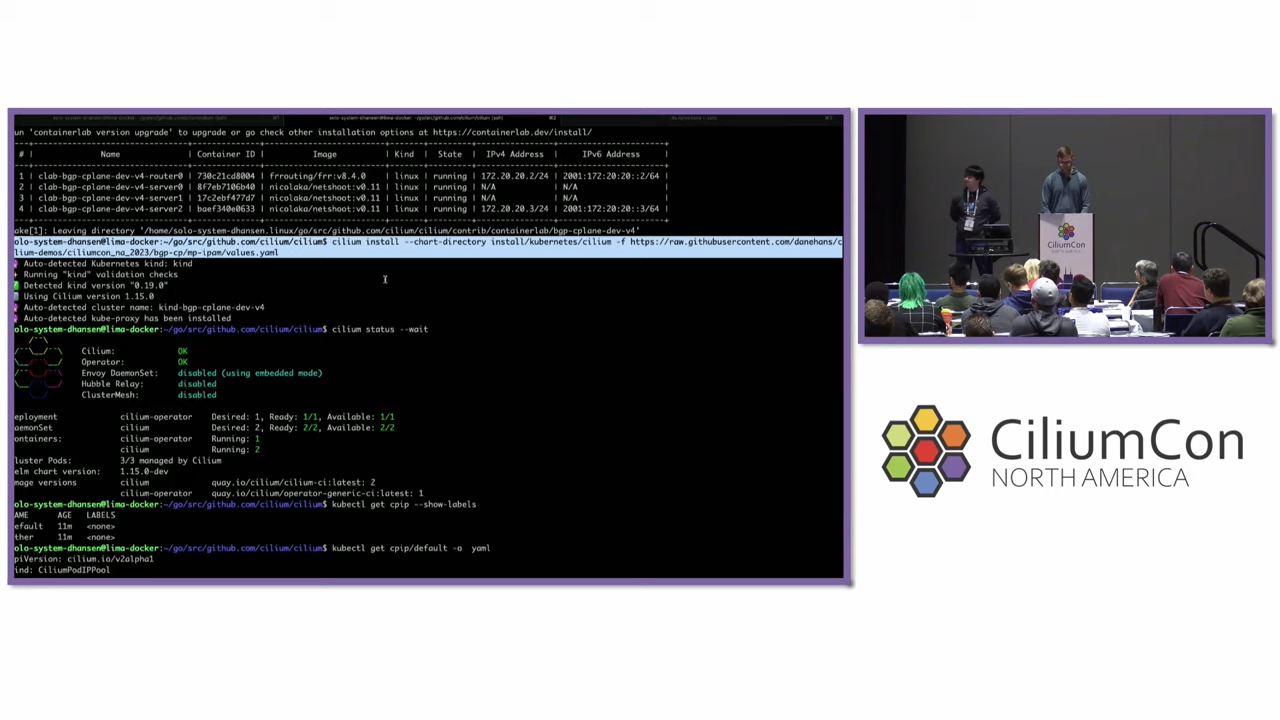 un 'containerlab version upgrade' to upgrade or go check other installation options at https://containerlab.dev/install/
# | Name | Container ID | Image | Kind | State | IPv4 Address | IPv6 Address |
1 | clab-bgp-cplane-dev-v4-router0 | 730c21cd8004 | frrouting/frr:v8.4.0 | linux | running | 172.20.20.2/24 | 2001:172:20:20::2/64 |
2 | clab-bgp-cplane-dev-v4-server0 | 8f7eb7106b40 | nicolaka/netshoot:v0.11 | linux | running | N/A | N/A |
3 | clab-bgp-cplane-dev-v4-server1 | 17c2ebf477d7 | nicolaka/netshoot:v0.11 | linux | running | N/A | N/A |
4 | clab-bgp-cplane-dev-v4-server2 | baef340e0633 | nicolaka/netshoot:v0.11 | linux | running | 172.20.20.3/24 | 2001:172:20:20::3/64 |
ake[1]: Leaving directory '/home/solo-system-dhansen.linux/go/src/github.com/cilium/cilium/contrib/containerlab/bgp-cplane-dev-v4'
olo-system-dhansen@lima-docker:~/go/src/github.com/cilium/cilium$ cilium install --chart-directory install/kubernetes/cilium -f https://raw.githubusercontent.com/danehans/c
lium-demos/ciliumcon_na_2023/bgp-cp/mp-ipam/values.yaml
Auto-detected Kubernetes kind: kind
Running "kind" validation checks
Detected kind version "0.19.0"
Using Cilium version 1.15.0
Auto-detected cluster name: kind-bgp-cplane-dev-v4
Auto-detected kube-proxy has been installed
olo-system-dhansen@lima-docker:~/go/src/github.com/cilium/cilium$ cilium status --wait
Cilium: OK
Operator: OK
Envoy DaemonSet: disabled (using embedded mode)
Hubble Relay: disabled
ClusterMesh: disabled
eployment cilium-operator Desired: 1, Ready: 1/1, Available: 1/1
aemonSet cilium Desired: 2, Ready: 2/2, Available: 2/2
ontainers: cilium-operator Running: 1
cilium Running: 2
luster Pods: 3/3 managed by Cilium
elm chart version: 1.15.0-dev
mage versions cilium quay.io/cilium/cilium-ci:latest: 2
cilium-operator quay.io/cilium/operator-generic-ci:latest: 1
olo-system-dhansen@lima-docker:~/go/src/github.com/cilium/cilium$ kubectl get cpip --show-labels
AME AGE LABELS
efault 11m <none>
ther 11m <none>
olo-system-dhansen@lima-docker:~/go/src/github.com/cilium/cilium$ kubectl get cpip/default -o yaml
piVersion: cilium.io/v2alpha1
ind: CiliumPodIPPool
CiliumCon
CiliumCon
NORTH AMERICA